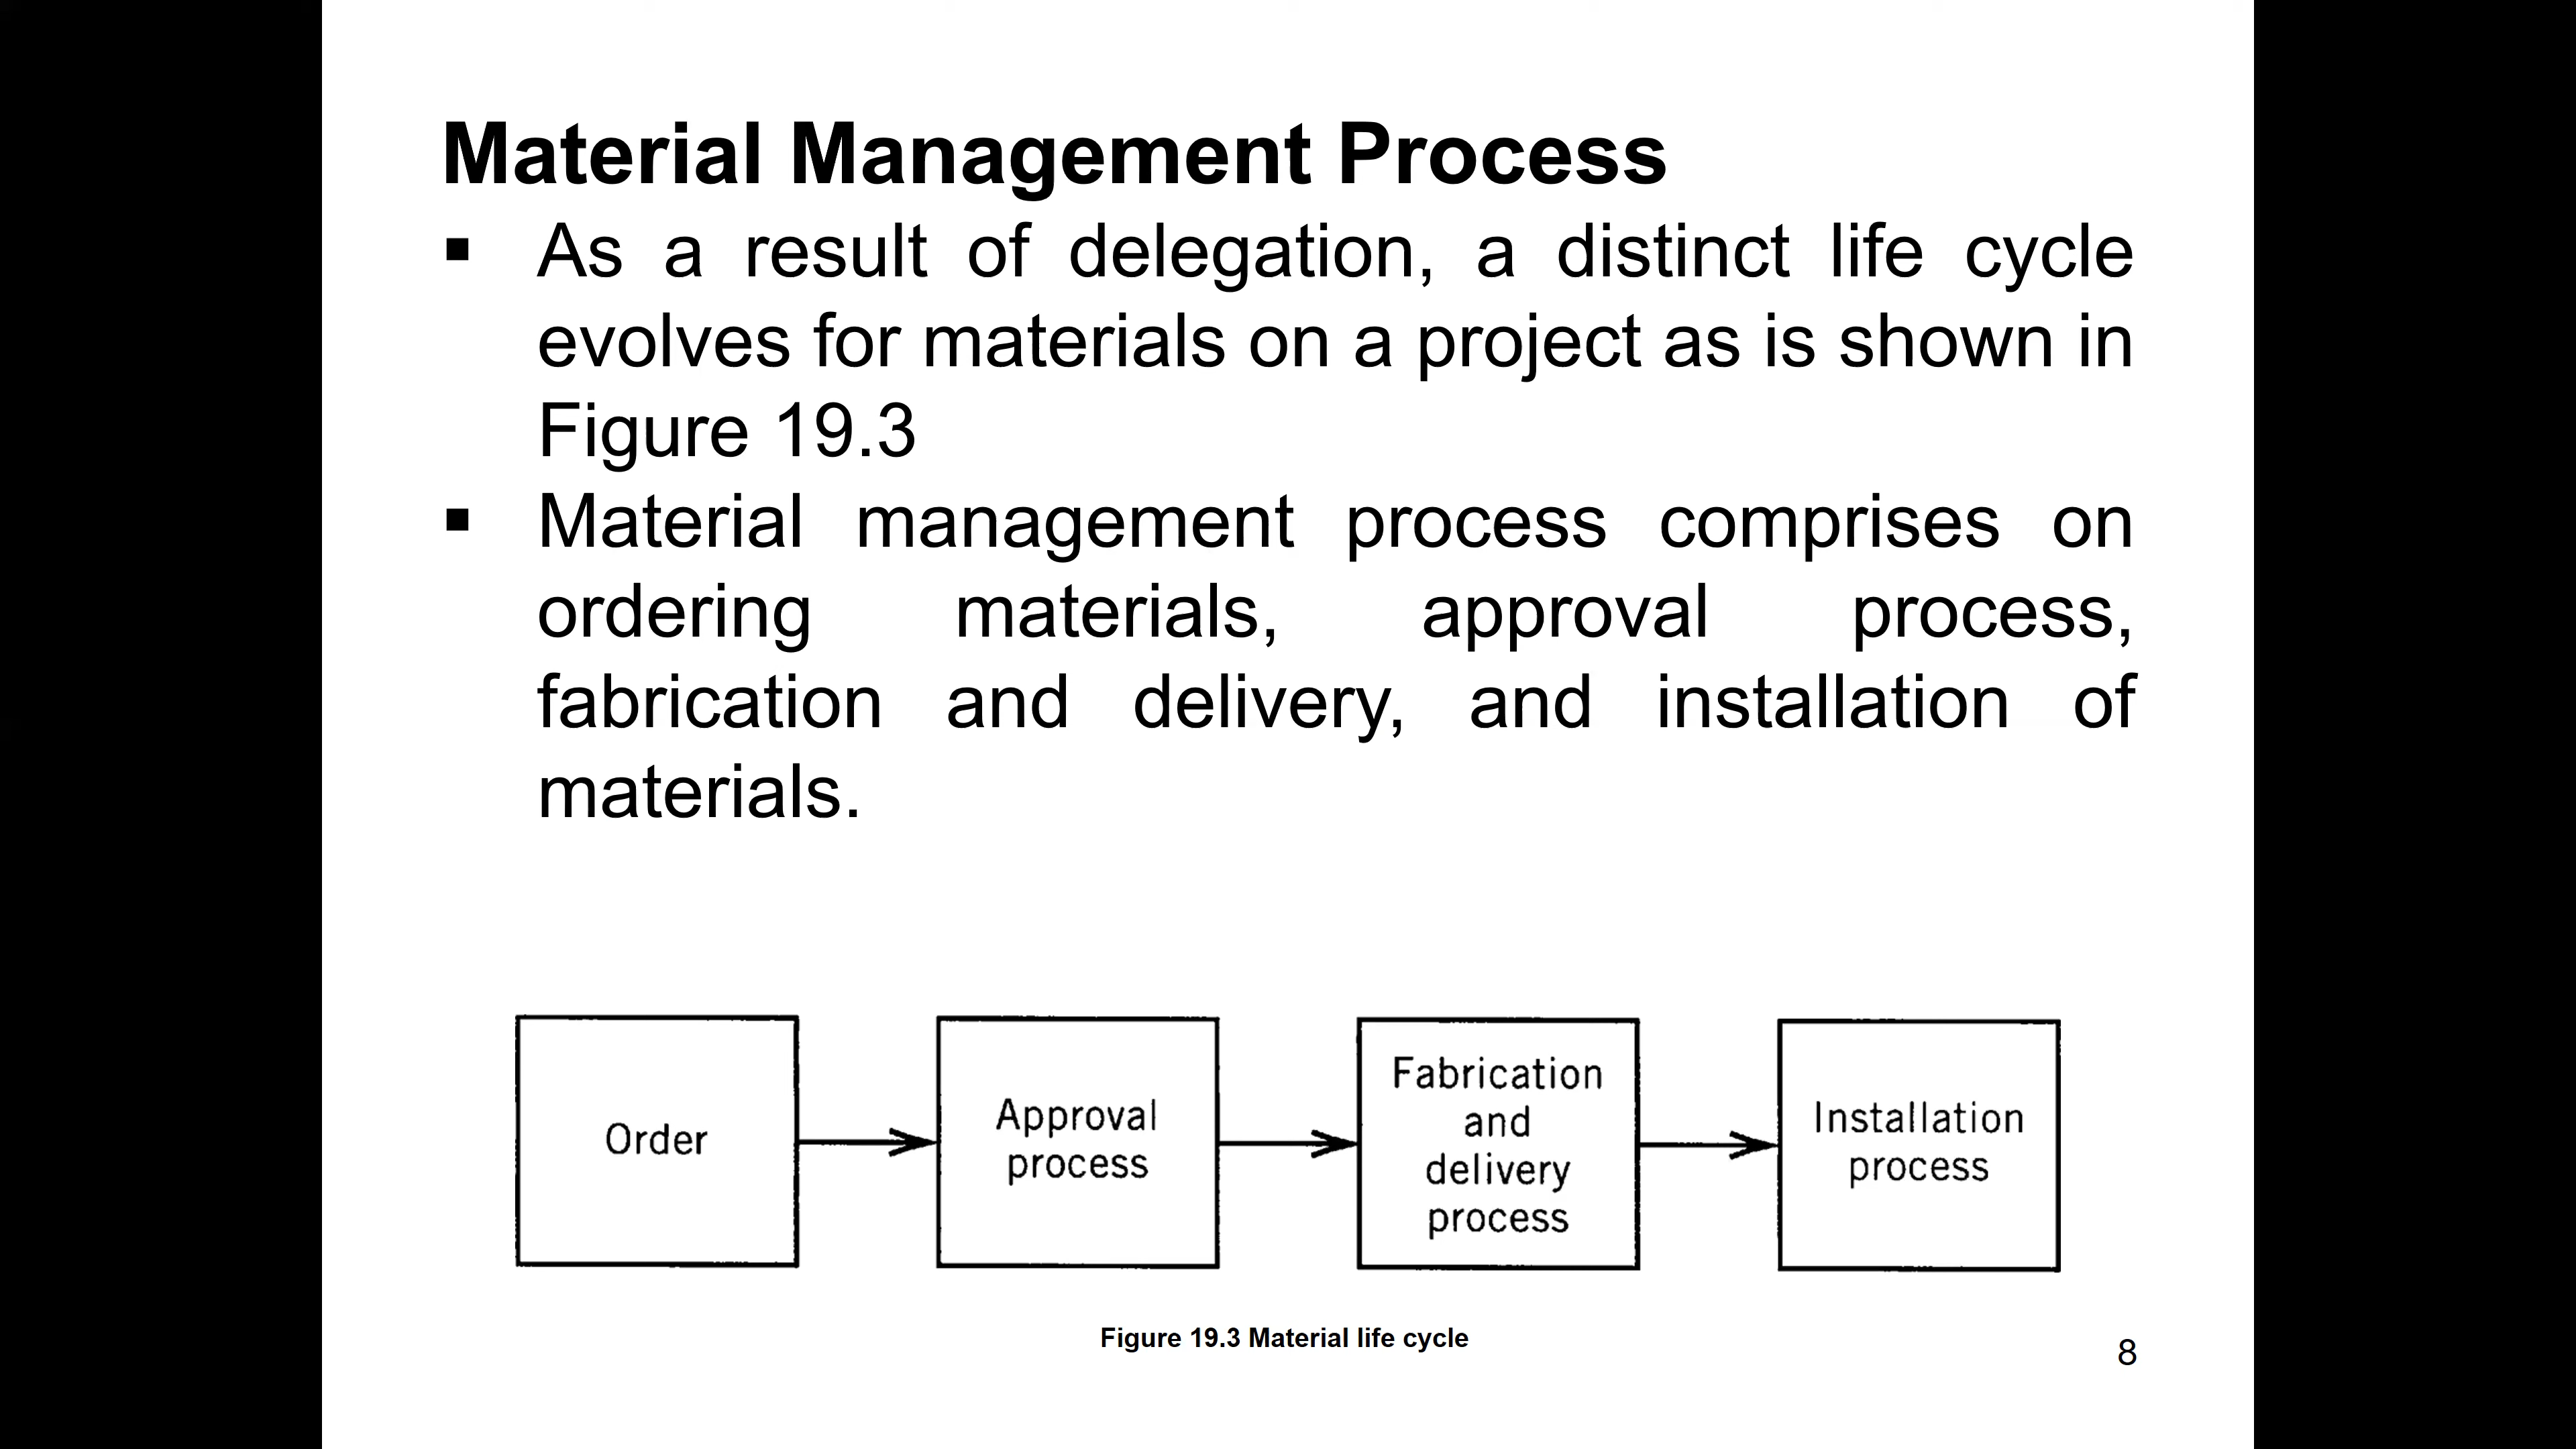 Material Management Process
▪ As a result of delegation, a distinct life cycle
evolves for materials on a project as is shown in
Figure 19.3
▪ Material management process comprises on
ordering materials, approval process,
fabrication and delivery, and installation of
materials.
Order
Approval
process
Fabrication
and
delivery
process
Installation
process
Figure 19.3 Material life cycle
8